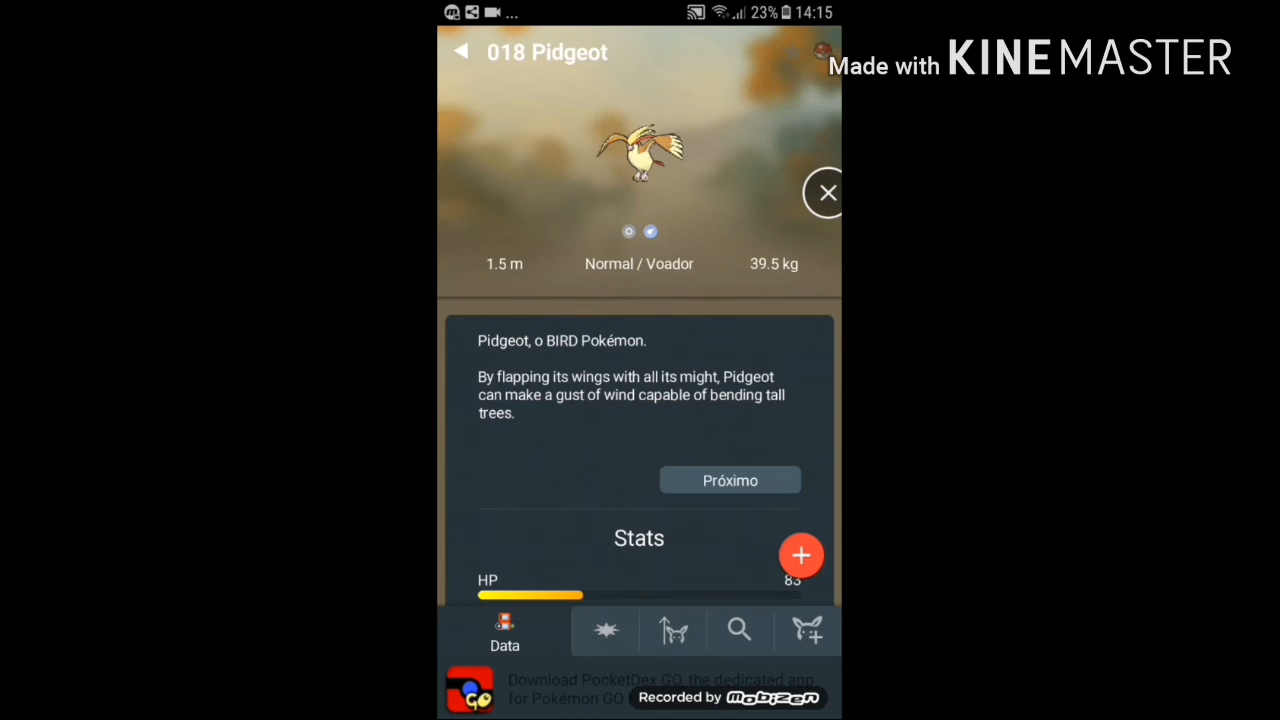 ... 23% 14:15
018 Pidgeot
Made with KINEMASTER
1.5 m Normal / Voador 39.5 kg
Pidgeot, o BIRD Pokémon.
By flapping its wings with all its might, Pidgeot
can make a gust of wind capable of bending tall
trees.
Próximo
Stats
HP 83
Data
Download PocketDex GO, the dedicated app
for Pokémon GO
GO
Recorded by mobizen